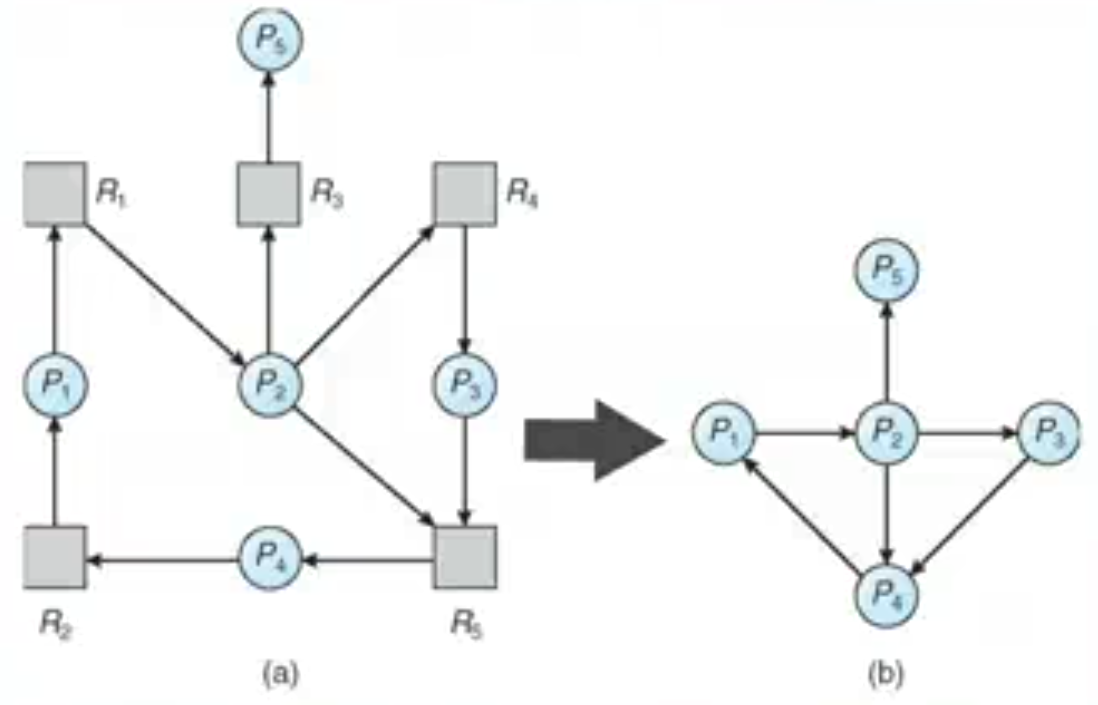 P₅
R₁ R₃ R₄
P₅
P₁ P₂ P₃
P₁ P₂ P₃
P₄
P₄
R₂ R₅
(a) (b)